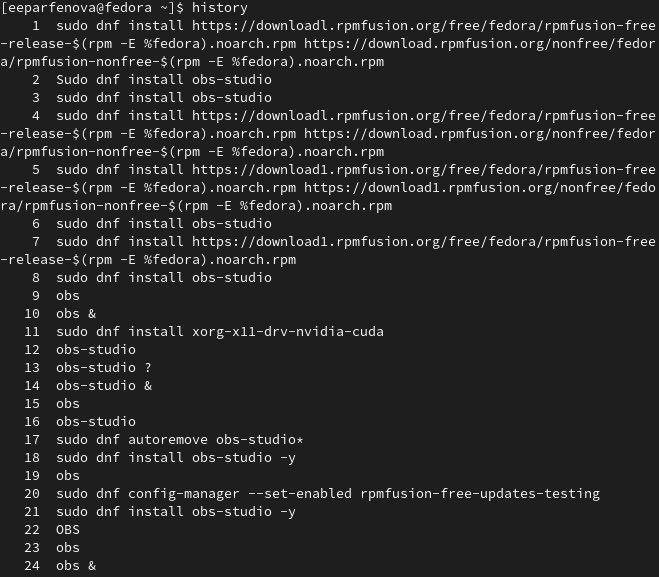 [eeparfenova@fedora ~]$ history
1 sudo dnf install https://downloadl.rpmfusion.org/free/fedora/rpmfusion-free
-release-$(rpm -E %fedora).noarch.rpm https://download.rpmfusion.org/nonfree/fedor
a/rpmfusion-nonfree-$(rpm -E %fedora).noarch.rpm
2 Sudo dnf install obs-studio
3 sudo dnf install obs-studio
4 sudo dnf install https://downloadl.rpmfusion.org/free/fedora/rpmfusion-free
-release-$(rpm -E %fedora).noarch.rpm https://download.rpmfusion.org/nonfree/fedor
a/rpmfusion-nonfree-$(rpm -E %fedora).noarch.rpm
5 sudo dnf install https://download1.rpmfusion.org/free/fedora/rpmfusion-free
-release-$(rpm -E %fedora).noarch.rpm https://download1.rpmfusion.org/nonfree/fedo
ra/rpmfusion-nonfree-$(rpm -E %fedora).noarch.rpm
6 sudo dnf install obs-studio
7 sudo dnf install https://download1.rpmfusion.org/free/fedora/rpmfusion-free
-release-$(rpm -E %fedora).noarch.rpm
8 sudo dnf install obs-studio
9 obs
10 obs &
11 sudo dnf install xorg-x11-drv-nvidia-cuda
12 obs-studio
13 obs-studio ?
14 obs-studio &
15 obs
16 obs-studio
17 sudo dnf autoremove obs-studio*
18 sudo dnf install obs-studio -y
19 obs
20 sudo dnf config-manager --set-enabled rpmfusion-free-updates-testing
21 sudo dnf install obs-studio -y
22 OBS
23 obs
24 obs &